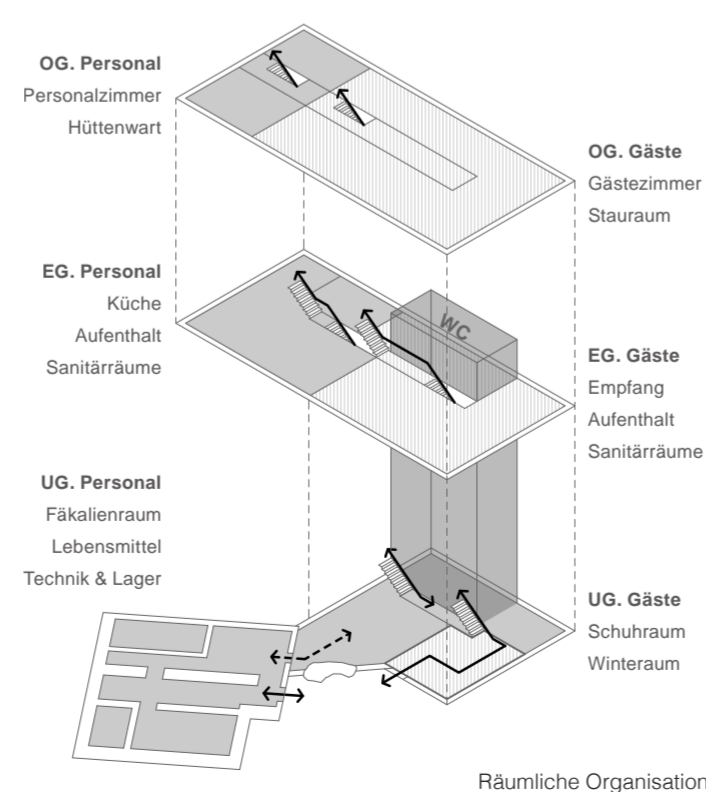 OG. Personal
Personalzimmer
Hüttenwart
OG. Gäste
Gästezimmer
Stauraum
EG. Personal
Küche
Aufenthalt
Sanitärräume
WC
EG. Gäste
Empfang
Aufenthalt
Sanitärräume
UG. Personal
Fäkalienraum
Lebensmittel
Technik & Lager
UG. Gäste
Schuhraum
Winteraum
Räumliche Organisation